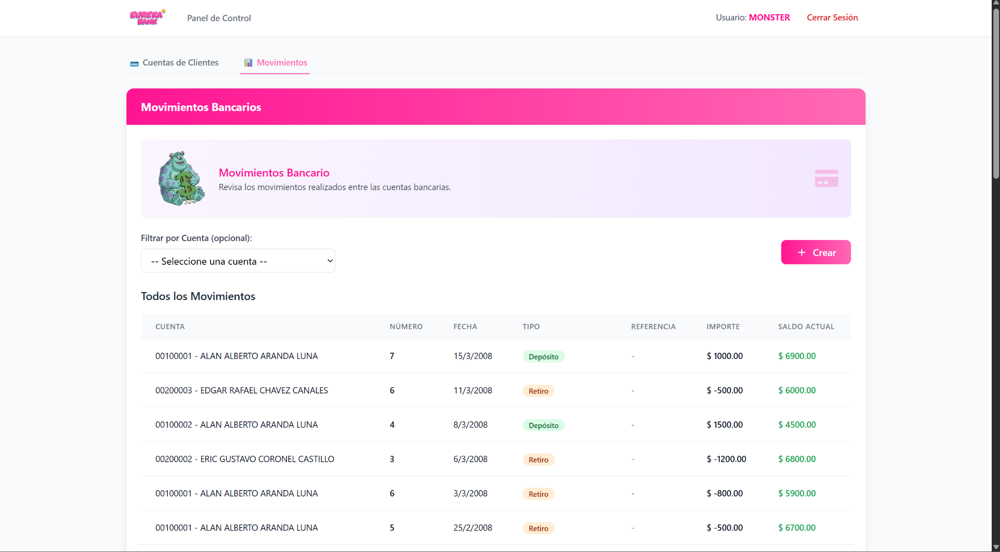 EUREKA BANK Panel de Control Usuario: MONSTER Cerrar Sesión
Cuentas de Clientes Movimientos
Movimientos Bancarios
Movimientos Bancario
Revisa los movimientos realizados entre las cuentas bancarias.
Filtrar por Cuenta (opcional):
-- Seleccione una cuenta --
+ Crear
Todos los Movimientos
CUENTA NÚMERO FECHA TIPO REFERENCIA IMPORTE SALDO ACTUAL
00100001 - ALAN ALBERTO ARANDA LUNA 7 15/3/2008 Depósito - $ 1000.00 $ 6900.00
00200003 - EDGAR RAFAEL CHAVEZ CANALES 6 11/3/2008 Retiro - $ -500.00 $ 6000.00
00100002 - ALAN ALBERTO ARANDA LUNA 4 8/3/2008 Depósito - $ 1500.00 $ 4500.00
00200002 - ERIC GUSTAVO CORONEL CASTILLO 3 6/3/2008 Retiro - $ -1200.00 $ 6800.00
00100001 - ALAN ALBERTO ARANDA LUNA 6 3/3/2008 Retiro - $ -800.00 $ 5900.00
00100001 - ALAN ALBERTO ARANDA LUNA 5 25/2/2008 Retiro - $ -500.00 $ 6700.00